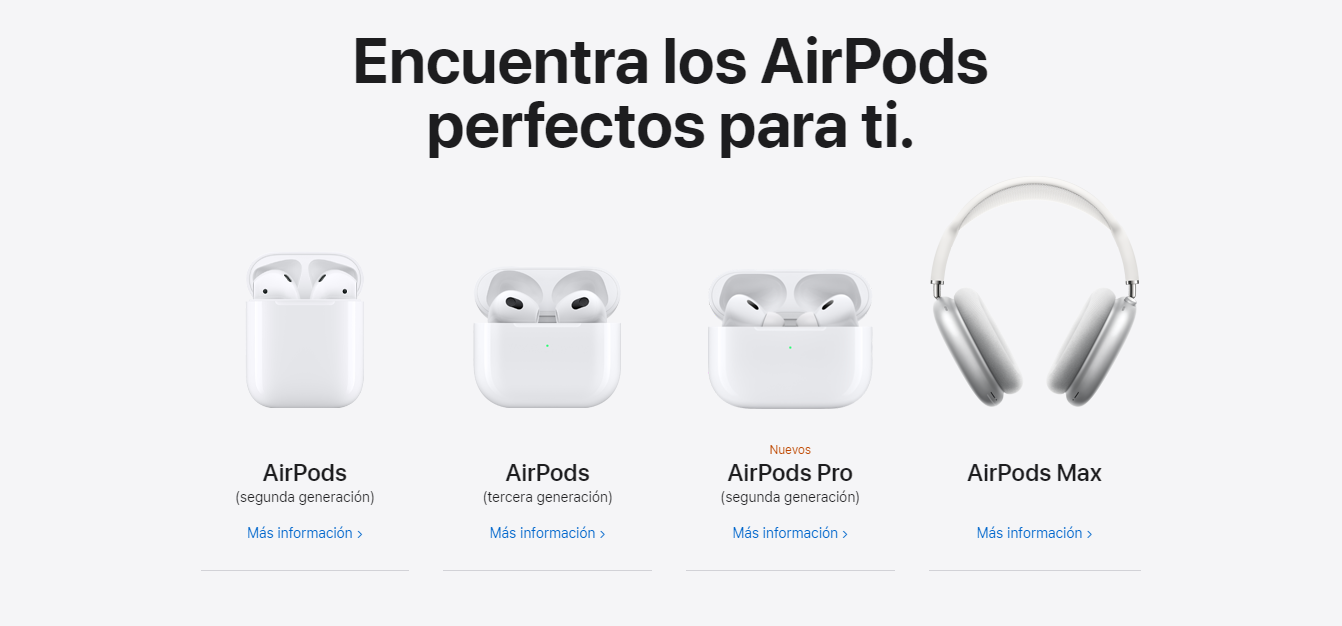 Encuentra los AirPods
perfectos para ti.
Nuevos
AirPods
AirPods
AirPods Pro
AirPods Max
(segunda generación)
(tercera generación)
(segunda generación)
Más información >
Más información >
Más información >
Más información >